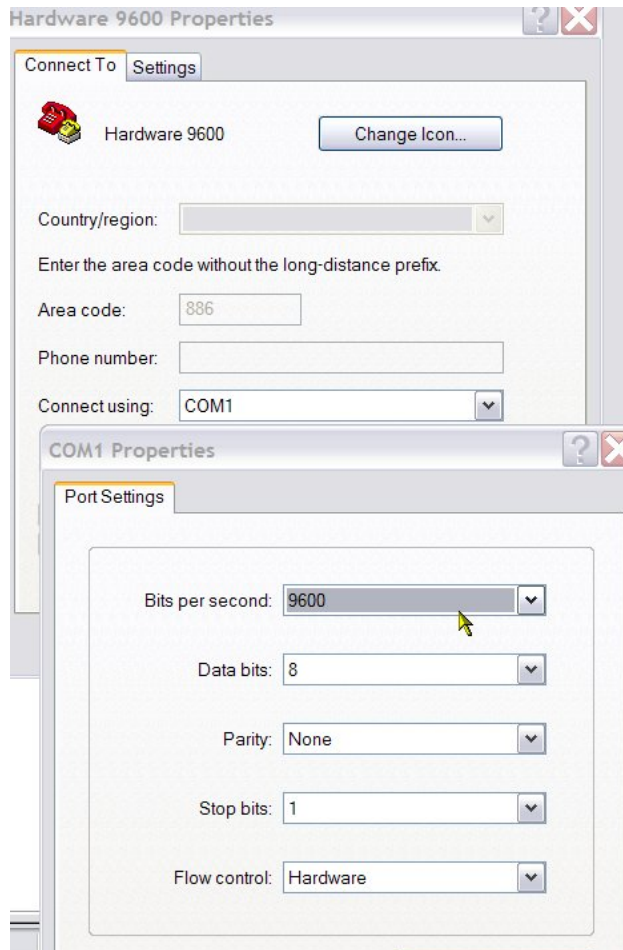 Hardware 9600 Properties
Connect To Settings
Hardware 9600 Change Icon...
Country/region:
Enter the area code without the long-distance prefix.
Area code: 886
Phone number:
Connect using: COM1
COM1 Properties
Port Settings
Bits per second: 9600
Data bits: 8
Parity: None
Stop bits: 1
Flow control: Hardware